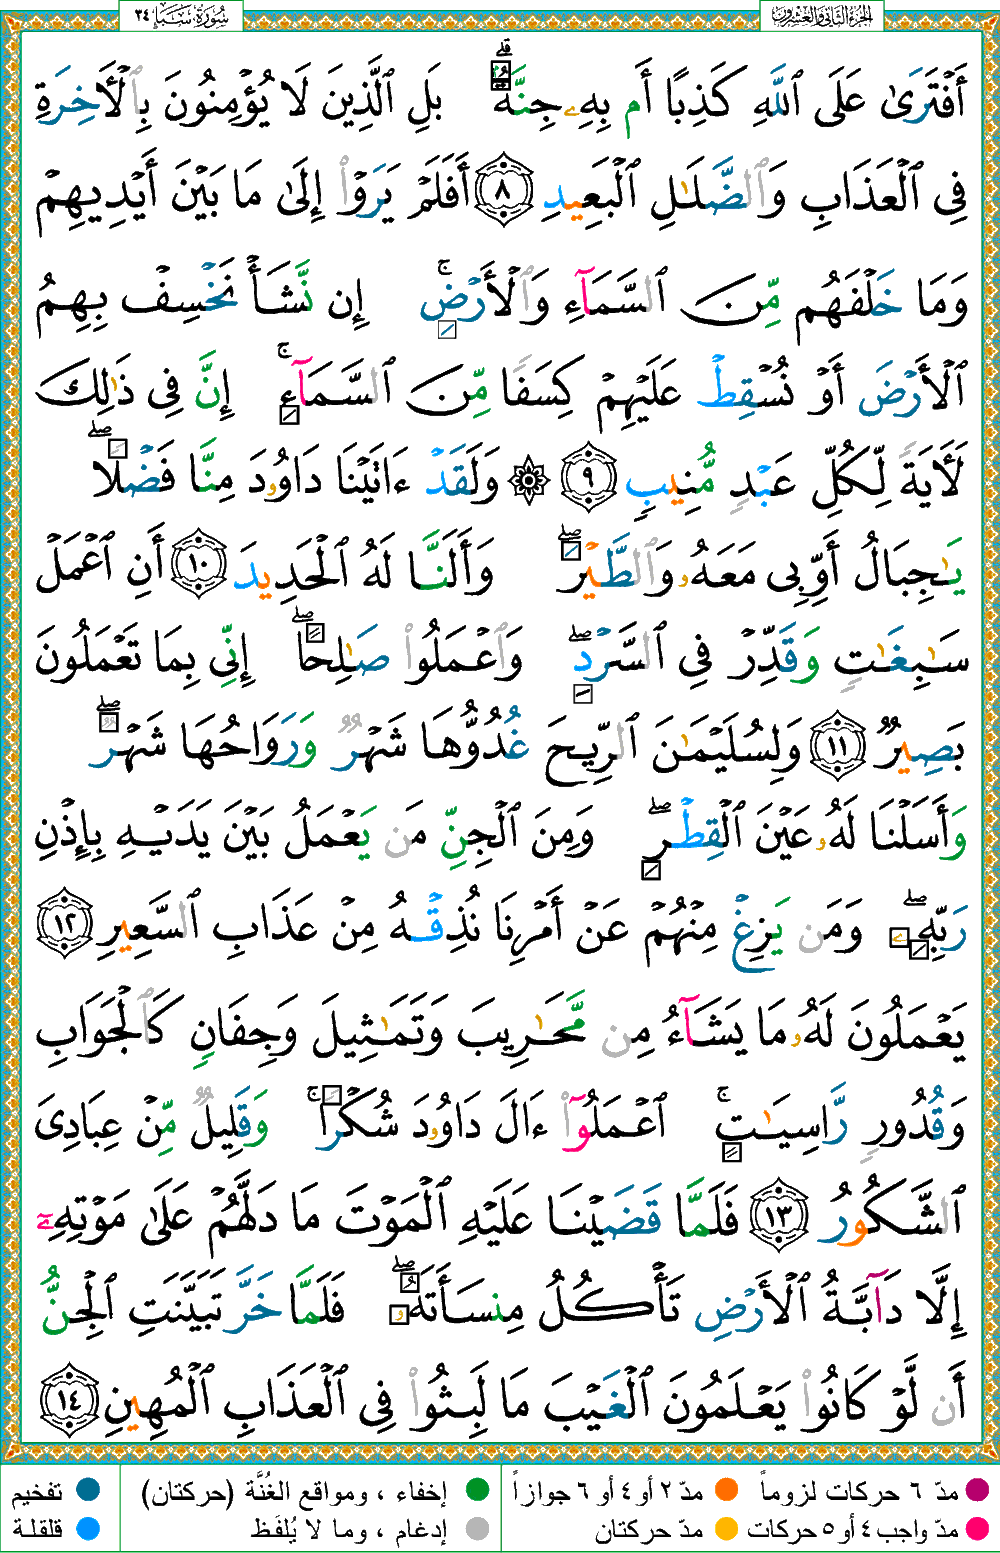 سُورَةُ سَبَإٍ ٣٤
الجزء الثاني والعشرون
أَفْتَرَىٰ عَلَى ٱللَّهِ كَذِبًا أَم بِهِۦ جِنَّةُۢ ۗ بَلِ ٱلَّذِينَ لَا يُؤْمِنُونَ بِٱلْأَخِرَةِ
فِى ٱلْعَذَابِ وَٱلضَّلَـٰلِ ٱلْبَعِيدِ ٨ أَفَلَمْ يَرَوْا۟ إِلَىٰ مَا بَيْنَ أَيْدِيهِمْ
وَمَا خَلْفَهُم مِّنَ ٱلسَّمَآءِ وَٱلْأَرْضِ ۚ إِن نَّشَأْ نَخْسِفْ بِهِمُ
ٱلْأَرْضَ أَوْ نُسْقِطْ عَلَيْهِمْ كِسَفًا مِّنَ ٱلسَّمَآءِ ۚ إِنَّ فِى ذَٰلِكَ
لَأَيَةً لِّكُلِّ عَبْدٍ مُّنِيبٍ ٩ ۞ وَلَقَدْ ءَاتَيْنَا دَاوُۥدَ مِنَّا فَضْلًا ۖ
يَـٰجِبَالُ أَوِّبِى مَعَهُۥ وَٱلطَّيْرَ ۖ وَأَلَنَّا لَهُ ٱلْحَدِيدَ ١٠ أَنِ ٱعْمَلْ
سَـٰبِغَـٰتٍ وَقَدِّرْ فِى ٱلسَّرْدِ ۖ وَٱعْمَلُوا۟ صَـٰلِحًا ۖ إِنِّى بِمَا تَعْمَلُونَ
بَصِيرٌ ١١ وَلِسُلَيْمَـٰنَ ٱلرِّيحَ غُدُوُّهَا شَهْرٌ وَرَوَاحُهَا شَهْرٌ ۖ
وَأَسَلْنَا لَهُۥ عَيْنَ ٱلْقِطْرِ ۖ وَمِنَ ٱلْجِنِّ مَن يَعْمَلُ بَيْنَ يَدَيْهِ بِإِذْنِ
رَبِّهِۦ ۖ وَمَن يَزِغْ مِنْهُمْ عَنْ أَمْرِنَا نُذِقْهُ مِنْ عَذَابِ ٱلسَّعِيرِ ١٢
يَعْمَلُونَ لَهُۥ مَا يَشَآءُ مِن مَّحَـٰرِيبَ وَتَمَـٰثِيلَ وَجِفَانٍ كَٱلْجَوَابِ
وَقُدُورٍ رَّاسِيَـٰتٍ ۚ ٱعْمَلُوٓا۟ ءَالَ دَاوُۥدَ شُكْرًا ۚ وَقَلِيلٌ مِّنْ عِبَادِىَ
ٱلشَّكُورُ ١٣ فَلَمَّا قَضَيْنَا عَلَيْهِ ٱلْمَوْتَ مَا دَلَّهُمْ عَلَىٰ مَوْتِهِۦٓ
إِلَّا دَآبَّةُ ٱلْأَرْضِ تَأْكُلُ مِنسَأَتَهُۥ ۖ فَلَمَّا خَرَّ تَبَيَّنَتِ ٱلْجِنُّ
أَن لَّوْ كَانُوا۟ يَعْلَمُونَ ٱلْغَيْبَ مَا لَبِثُوا۟ فِى ٱلْعَذَابِ ٱلْمُهِينِ ١٤
مدّ ٦ حركات لزوماً مدّ ٢ أو ٤ أو ٦ جوازاً إخفاء ، ومواقع الغُنَّة (حركتان) تفخيم
مدّ واجب ٤ أو ٥ حركات مدّ حركتان إدغام ، وما لا يُلفَظ قلقلة